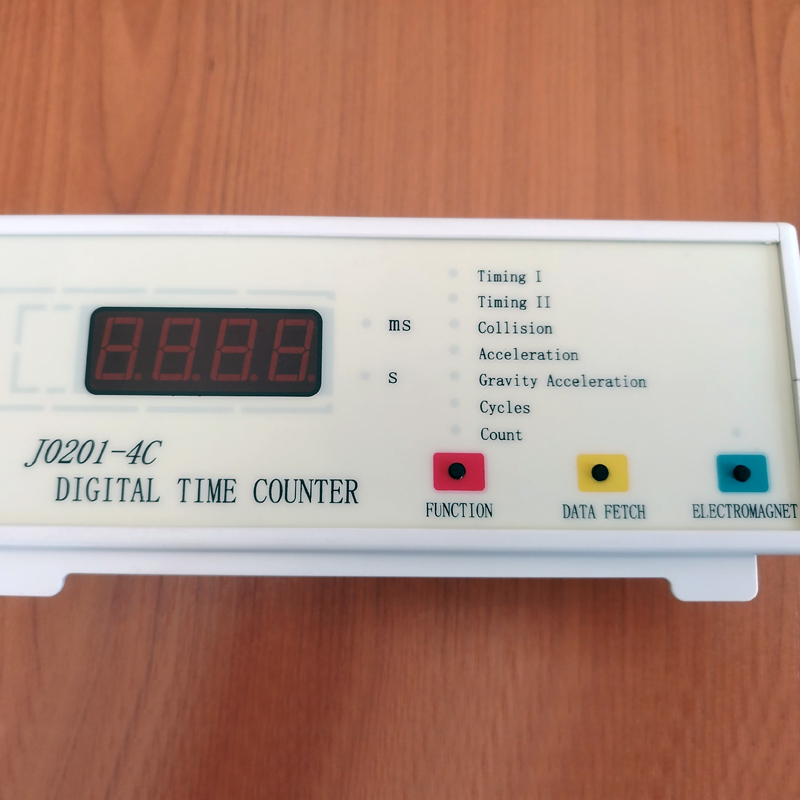 ms
s
J0201-4C
DIGITAL TIME COUNTER
Timing I
Timing II
Collision
Acceleration
Gravity Acceleration
Cycles
Count
FUNCTION
DATA FETCH
ELECTROMAGNET